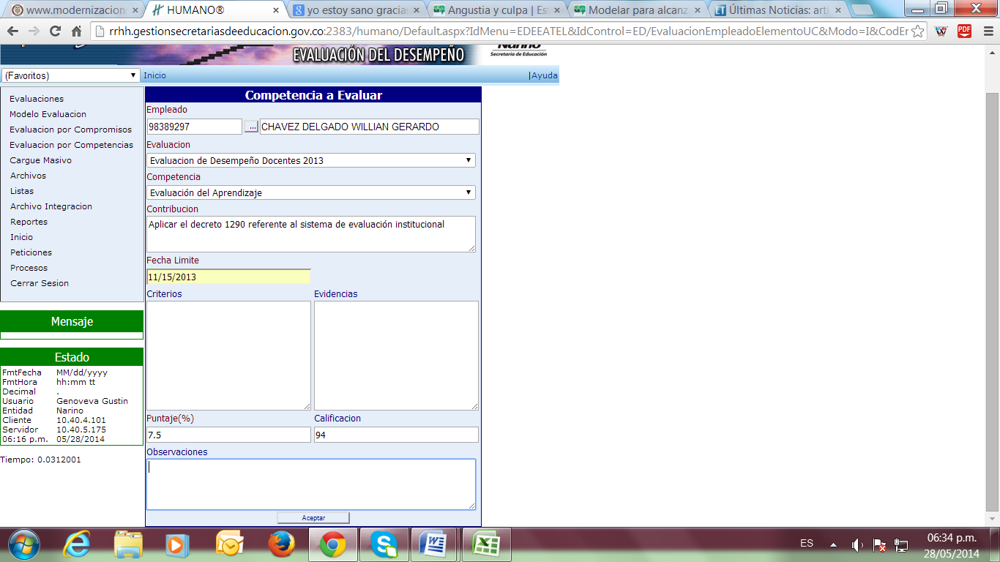 www.modernizacion
HUMANO®
yo estoy sano gracia
Angustia y culpa | Es
Modelar para alcanz
Últimas Noticias: artí
rrhh.gestionsecretariasdeeducacion.gov.co:2383/humano/Default.aspx?IdMenu=EDEEATEL&IdControl=ED/EvaluacionEmpleadoElementoUC&Modo=I&CodEr
PDF
EVALUACIÓN DEL DESEMPEÑO
Nariño
Secretaría de Educación
(Favoritos)
Inicio
|Ayuda
Evaluaciones
Modelo Evaluacion
Evaluacion por Compromisos
Evaluacion por Competencias
Cargue Masivo
Archivos
Listas
Archivo Integracion
Reportes
Inicio
Peticiones
Procesos
Cerrar Sesion
Mensaje
Estado
FmtFecha MM/dd/yyyy
FmtHora hh:mm tt
Decimal .
Usuario Genoveva Gustin
Entidad Narino
Cliente 10.40.4.101
Servidor 10.40.5.175
06:16 p.m. 05/28/2014
Tiempo: 0.0312001
Competencia a Evaluar
Empleado
98389297 ... CHAVEZ DELGADO WILLIAN GERARDO
Evaluacion
Evaluacion de Desempeño Docentes 2013
Competencia
Evaluación del Aprendizaje
Contribucion
Aplicar el decreto 1290 referente al sistema de evaluación institucional
Fecha Limite
11/15/2013
Criterios Evidencias
Puntaje(%) Calificacion
7.5 94
Observaciones
Aceptar
ES
06:34 p.m.
28/05/2014